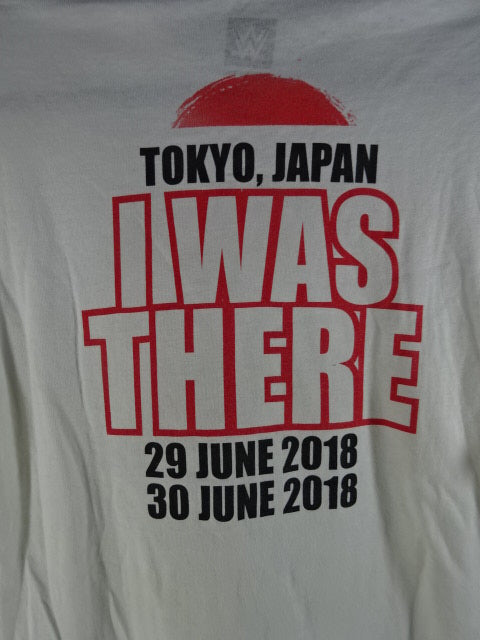 W
TOKYO, JAPAN
I WAS
THERE
29 JUNE 2018
30 JUNE 2018